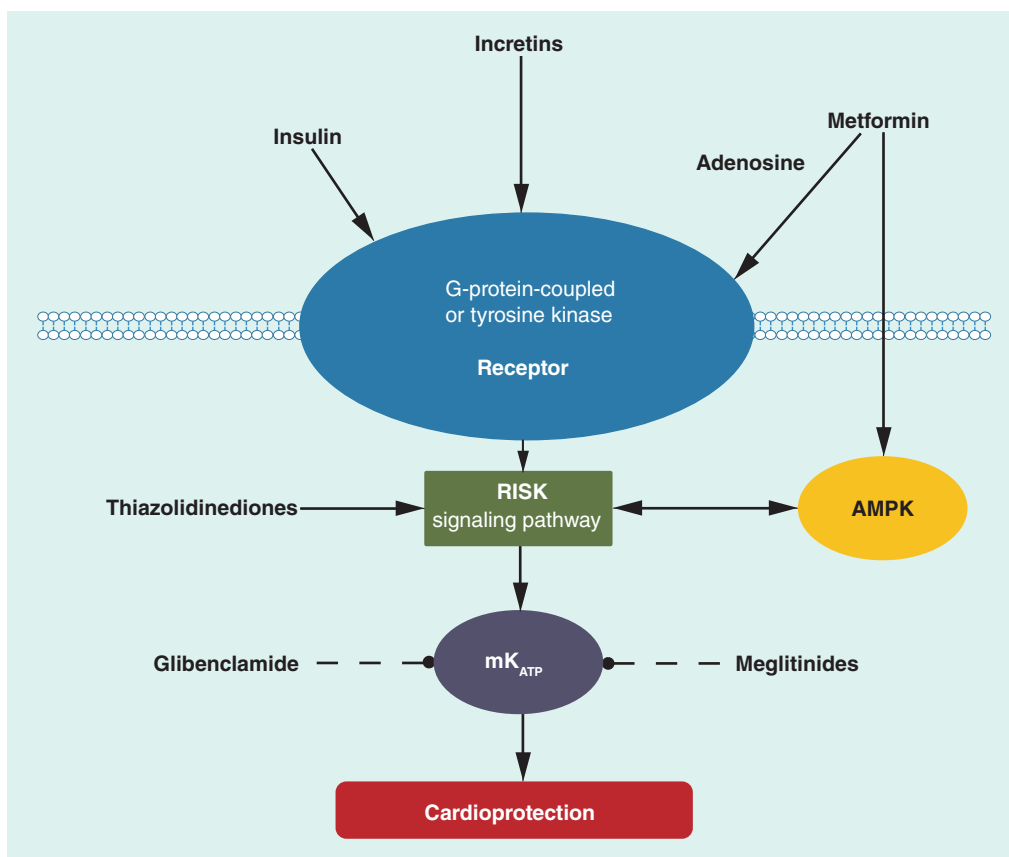 Incretins
Insulin
Metformin
Adenosine
G-protein-coupled
or tyrosine kinase
Receptor
Thiazolidinediones
RISK
signaling pathway
AMPK
Glibenclamide
mKATP
Meglitinides
Cardioprotection